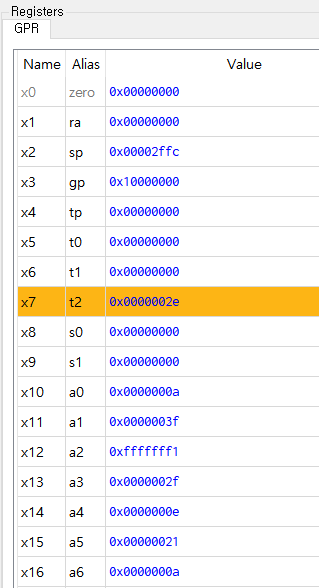 Registers
GPR
Name Alias Value
x0 zero 0x00000000
x1 ra 0x00000000
x2 sp 0x00002ffc
x3 gp 0x10000000
x4 tp 0x00000000
x5 t0 0x00000000
x6 t1 0x00000000
x7 t2 0x0000002e
x8 s0 0x00000000
x9 s1 0x00000000
x10 a0 0x0000000a
x11 a1 0x0000003f
x12 a2 0xfffffff1
x13 a3 0x0000002f
x14 a4 0x0000000e
x15 a5 0x00000021
x16 a6 0x0000000a